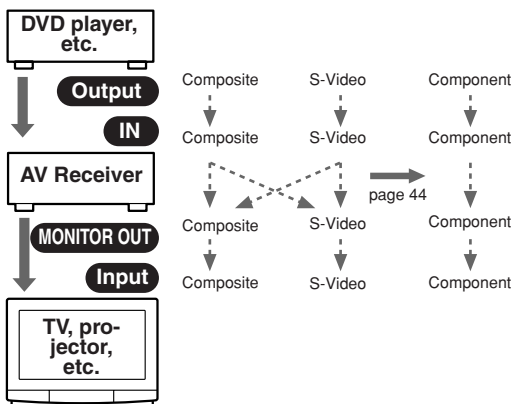 DVD player,
etc.
Output
Composite S-Video Component
IN
Composite S-Video Component
AV Receiver
page 44
MONITOR OUT
Composite S-Video Component
Input
Composite S-Video Component
TV, pro-
jector,
etc.